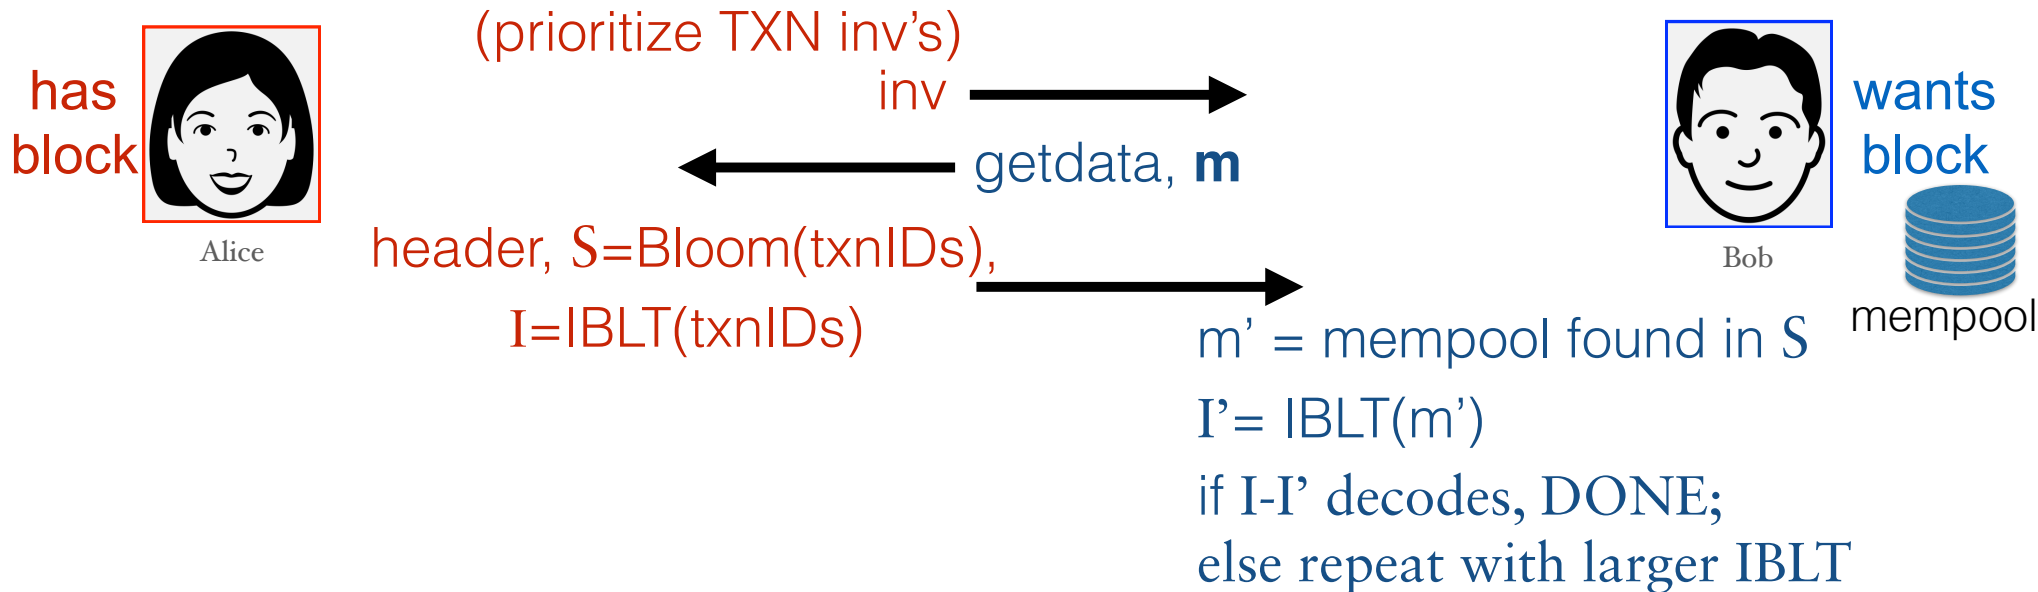 (prioritize TXN inv’s)
inv
has
block
Alice
getdata, m
wants
block
Bob
mempool
header, S=Bloom(txnIDs),
I=IBLT(txnIDs)
m’ = mempool found in S
I’= IBLT(m’)
if I-I’ decodes, DONE;
else repeat with larger IBLT